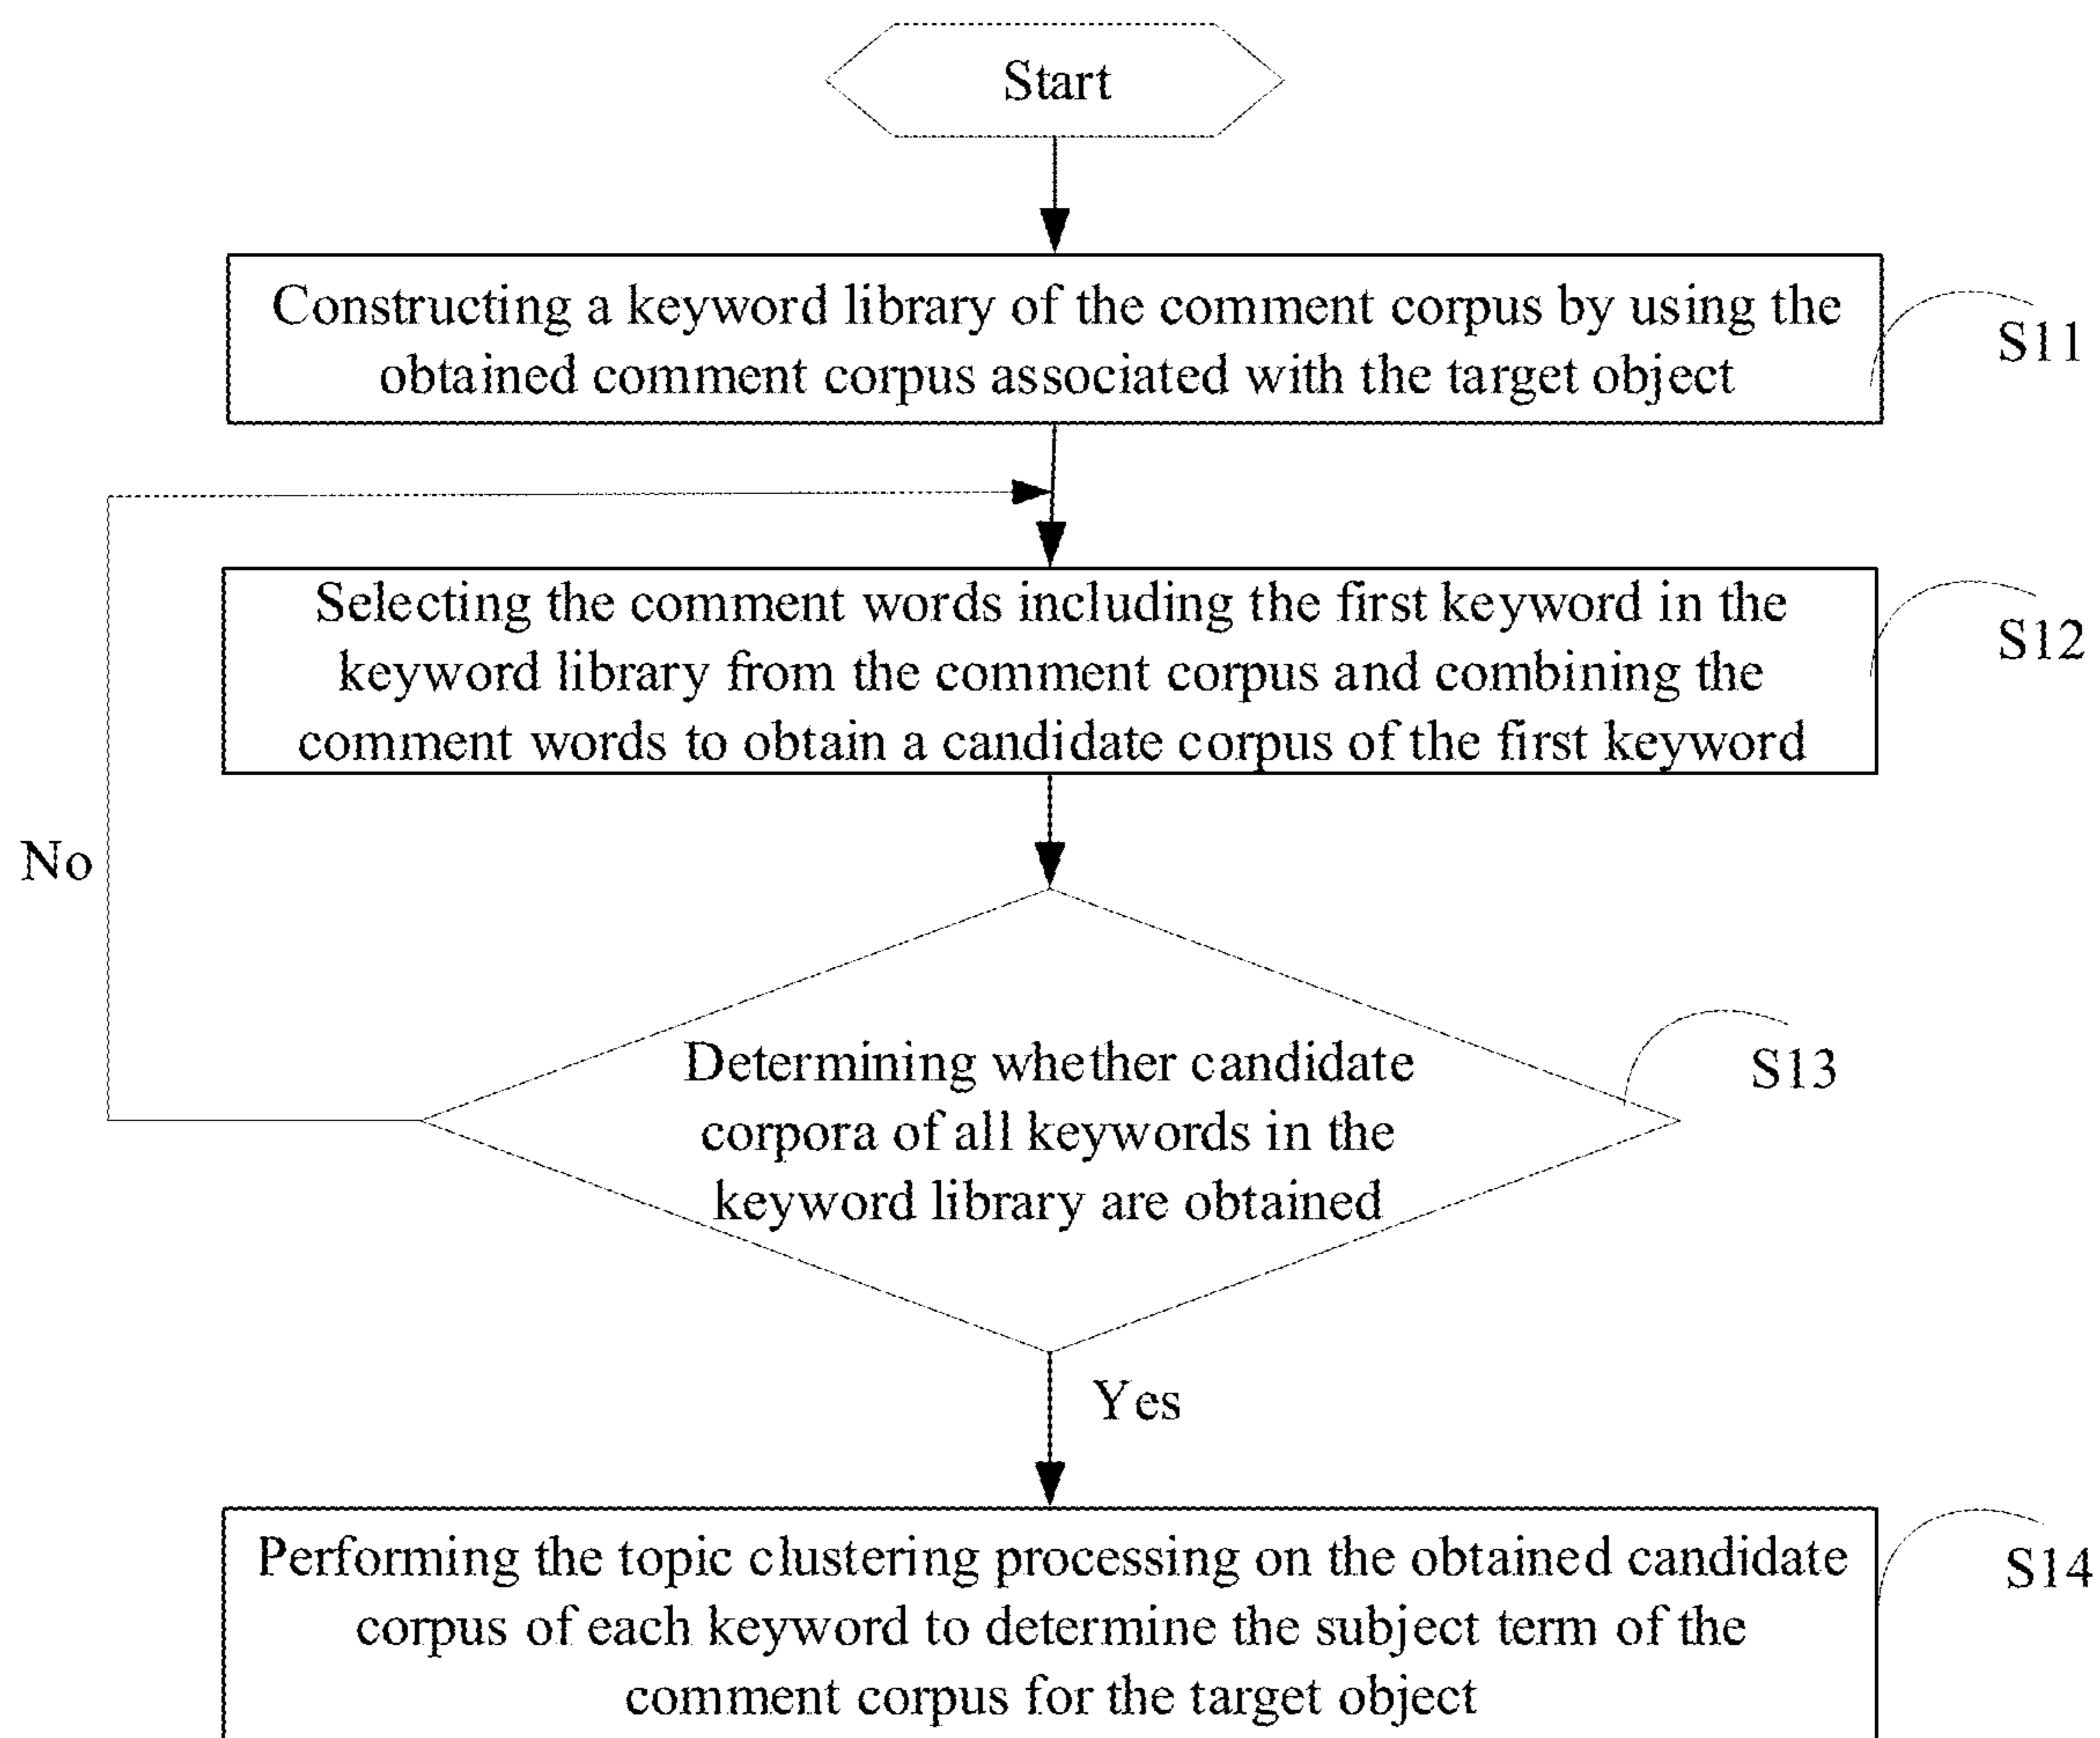 Start
Constructing a keyword library of the comment corpus by using the
obtained comment corpus associated with the target object
S11
Selecting the comment words including the first keyword in the
keyword library from the comment corpus and combining the
comment words to obtain a candidate corpus of the first keyword
S12
No
Determining whether candidate
corpora of all keywords in the
keyword library are obtained
S13
Yes
Performing the topic clustering processing on the obtained candidate
corpus of each keyword to determine the subject term of the
comment corpus for the target object
S14